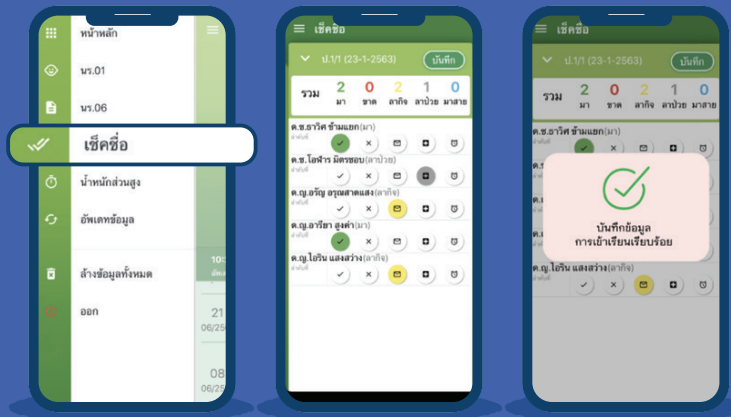 หน้าหลัก
นร.01
นร.06
เช็คชื่อ
น้ำหนักส่วนสูง
อัพเดทข้อมูล
ล้างข้อมูลทั้งหมด
ออก
10:
21
06/25
08
06/25
เช็คชื่อ
ป.1/1 (23-1-2563) บันทึก
รวม 2 0 2 1 0
มา ขาด ลากิจ ลาป่วย มาสาย
ด.ช.ธาวิศ ข้ามแยก(มา)
ด.ช.โอฬาร มิตรชอบ(ลาป่วย)
ด.ญ.อรัญ อรุณสาดแสง(ลากิจ)
ด.ญ.อารียา สูงค่า(มา)
ด.ญ.ไอริน แสงสว่าง(ลากิจ)
เช็คชื่อ
ป.1/1 (23-1-2563) บันทึก
รวม 2 0 2 1 0
มา ขาด ลากิจ ลาป่วย มาสาย
ด.ช.ธาวิศ ข้ามแยก(มา)
บันทึกข้อมูล
การเข้าเรียนเรียบร้อย
ด.ญ.ไอริน แสงสว่าง(ลากิจ)